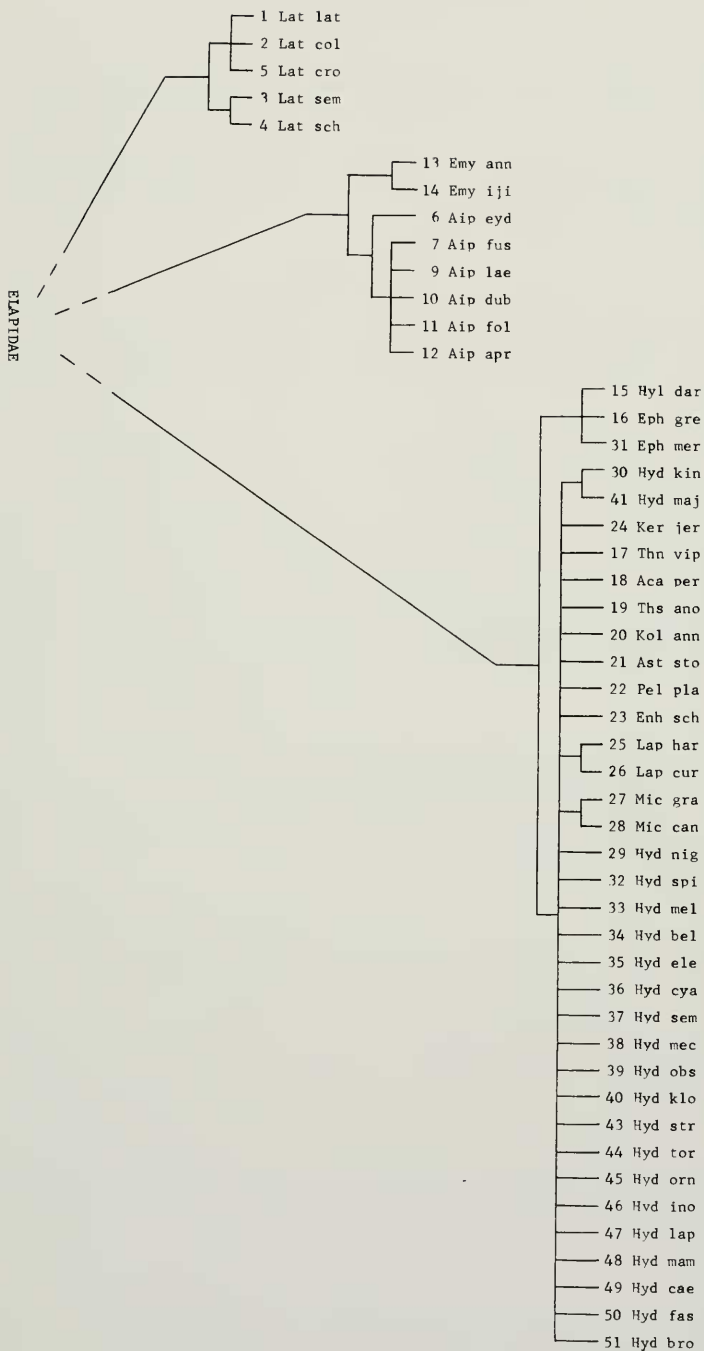 1 Lat lat
2 Lat col
5 Lat cro
3 Lat sem
4 Lat sch
13 Emy ann
14 Emy iji
6 Aip eyd
7 Aip fus
9 Aip lae
10 Aip dub
11 Aip fol
12 Aip apr
ELAPIDAE
15 Hyl dar
16 Eph gre
31 Eph mer
30 Hyd kin
41 Hyd maj
24 Ker jer
17 Thn vip
18 Aca per
19 Ths ano
20 Kol ann
21 Ast sto
22 Pel pla
23 Enh sch
25 Lap har
26 Lap cur
27 Mic gra
28 Mic can
29 Hyd nig
32 Hyd spi
33 Hyd mel
34 Hyd bel
35 Hyd ele
36 Hyd cya
37 Hyd sem
38 Hyd mec
39 Hyd obs
40 Hyd klo
43 Hyd str
44 Hyd tor
45 Hyd orn
46 Hyd ino
47 Hyd lap
48 Hyd mam
49 Hyd cae
50 Hyd fas
51 Hyd bro